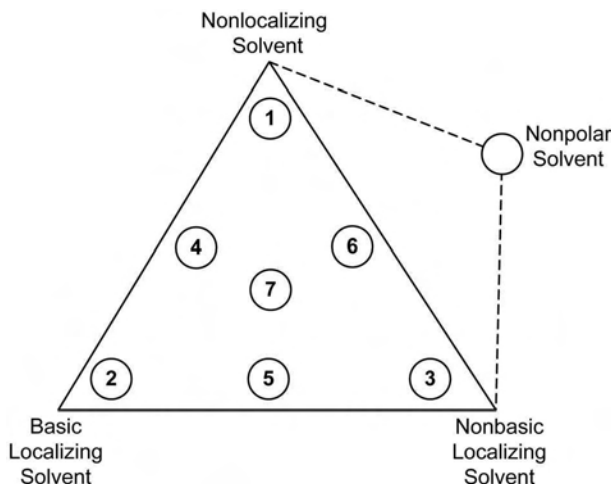 Nonlocalizing
Solvent
1
Nonpolar
Solvent
4
6
7
2
5
3
Basic
Localizing
Solvent
Nonbasic
Localizing
Solvent